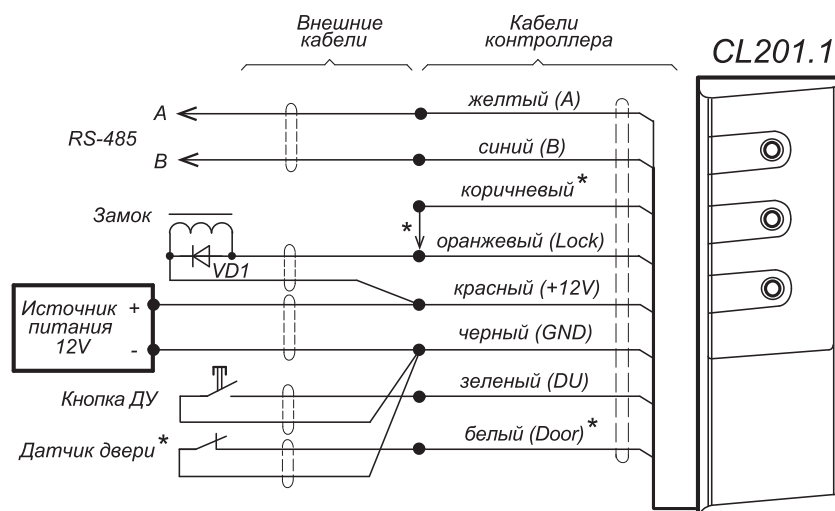 Внешние
кабели
Кабели
контроллера
CL201.1
A
желтый (A)
RS-485
B
синий (B)
коричневый*
Замок
*
оранжевый (Lock)
VD1
красный (+12V)
Источник
питания
12V
+
-
черный (GND)
Кнопка ДУ
зеленый (DU)
Датчик двери*
белый (Door)*